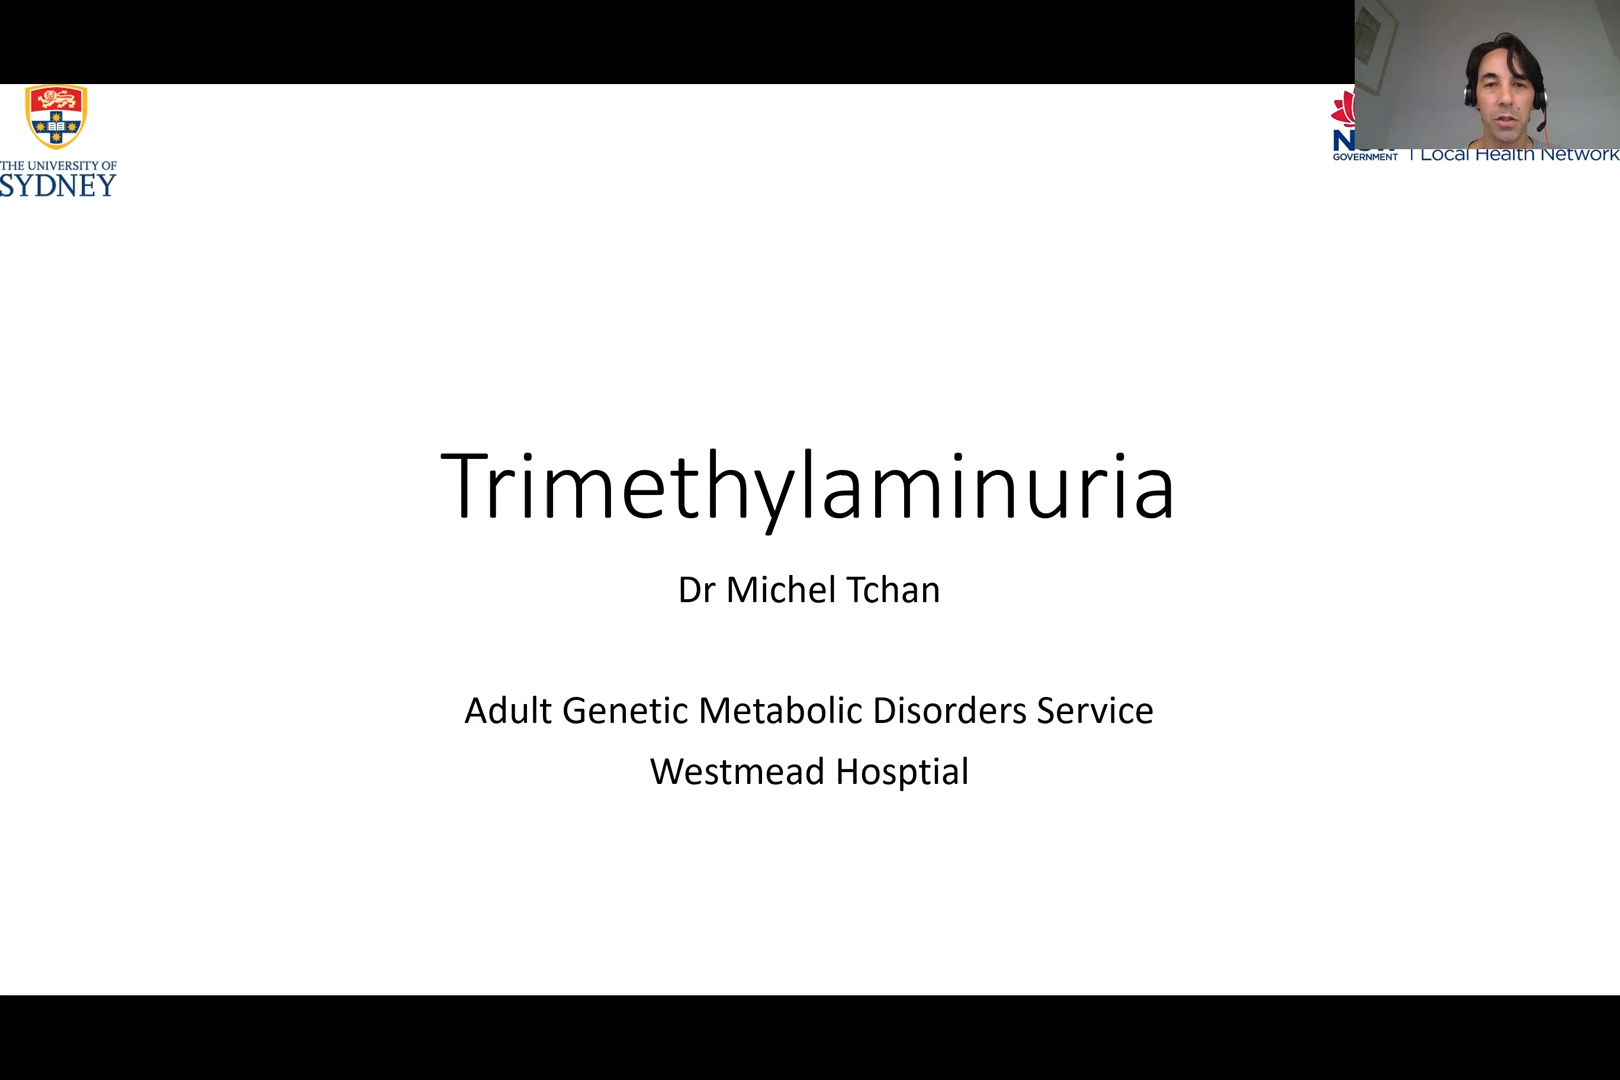 THE UNIVERSITY OF
SYDNEY
GOVERNMENT
Local Health Network
Trimethylaminuria
Dr Michel Tchan
Adult Genetic Metabolic Disorders Service
Westmead Hosptial